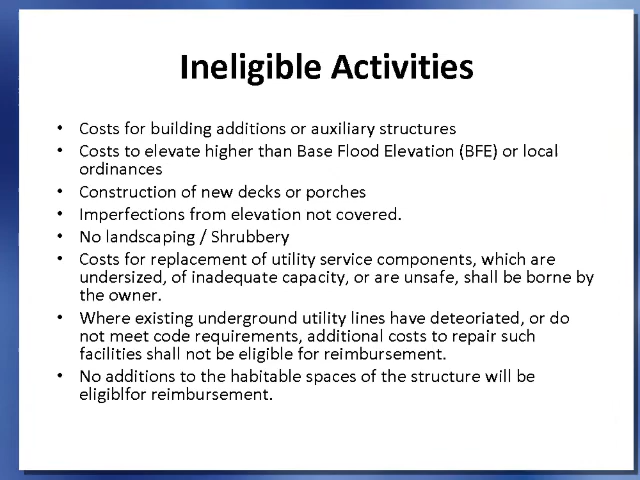 Ineligible Activities
• Costs for building additions or auxiliary structures
• Costs to elevate higher than Base Flood Elevation (BFE) or local
ordinances
• Construction of new decks or porches
• Imperfections from elevation not covered.
• No landscaping / Shrubbery
• Costs for replacement of utility service components, which are
undersized, of inadequate capacity, or are unsafe, shall be borne by
the owner.
• Where existing underground utility lines have deteoriated, or do
not meet code requirements, additional costs to repair such
facilities shall not be eligible for reimbursement.
• No additions to the habitable spaces of the structure will be
eligiblfor reimbursement.